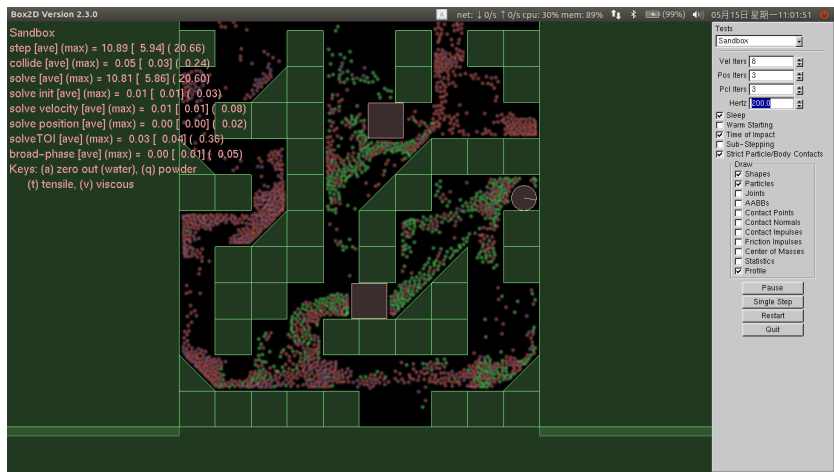 Box2D Version 2.3.0
A net: ↓0/s ↑0/s cpu: 30% mem: 89% (99%) 05月15日 星期一11:01:51
Sandbox
step [ave] (max) = 10.89 [ 5.94] ( 20.66)
collide [ave] (max) = 0.05 [ 0.03] ( 0.24)
solve [ave] (max) = 10.81 [ 5.86] ( 20.60)
solve init [ave] (max) = 0.01 [ 0.01] ( 0.03)
solve velocity [ave] (max) = 0.01 [ 0.01] ( 0.08)
solve position [ave] (max) = 0.00 [ 0.00] ( 0.02)
solveTOI [ave] (max) = 0.03 [ 0.04] ( 0.36)
broad-phase [ave] (max) = 0.00 [ 0.01] ( 0.05)
Keys: (a) zero out (water), (q) powder
(t) tensile, (v) viscous
Tests
Sandbox
Vel Iters 8
Pos Iters 3
Pcl Iters 3
Hertz 200.0
Sleep
Warm Starting
Time of Impact
Sub-Stepping
Strict Particle/Body Contacts
Draw
Shapes
Particles
Joints
AABBs
Contact Points
Contact Normals
Contact Impulses
Friction Impulses
Center of Masses
Statistics
Profile
Pause
Single Step
Restart
Quit